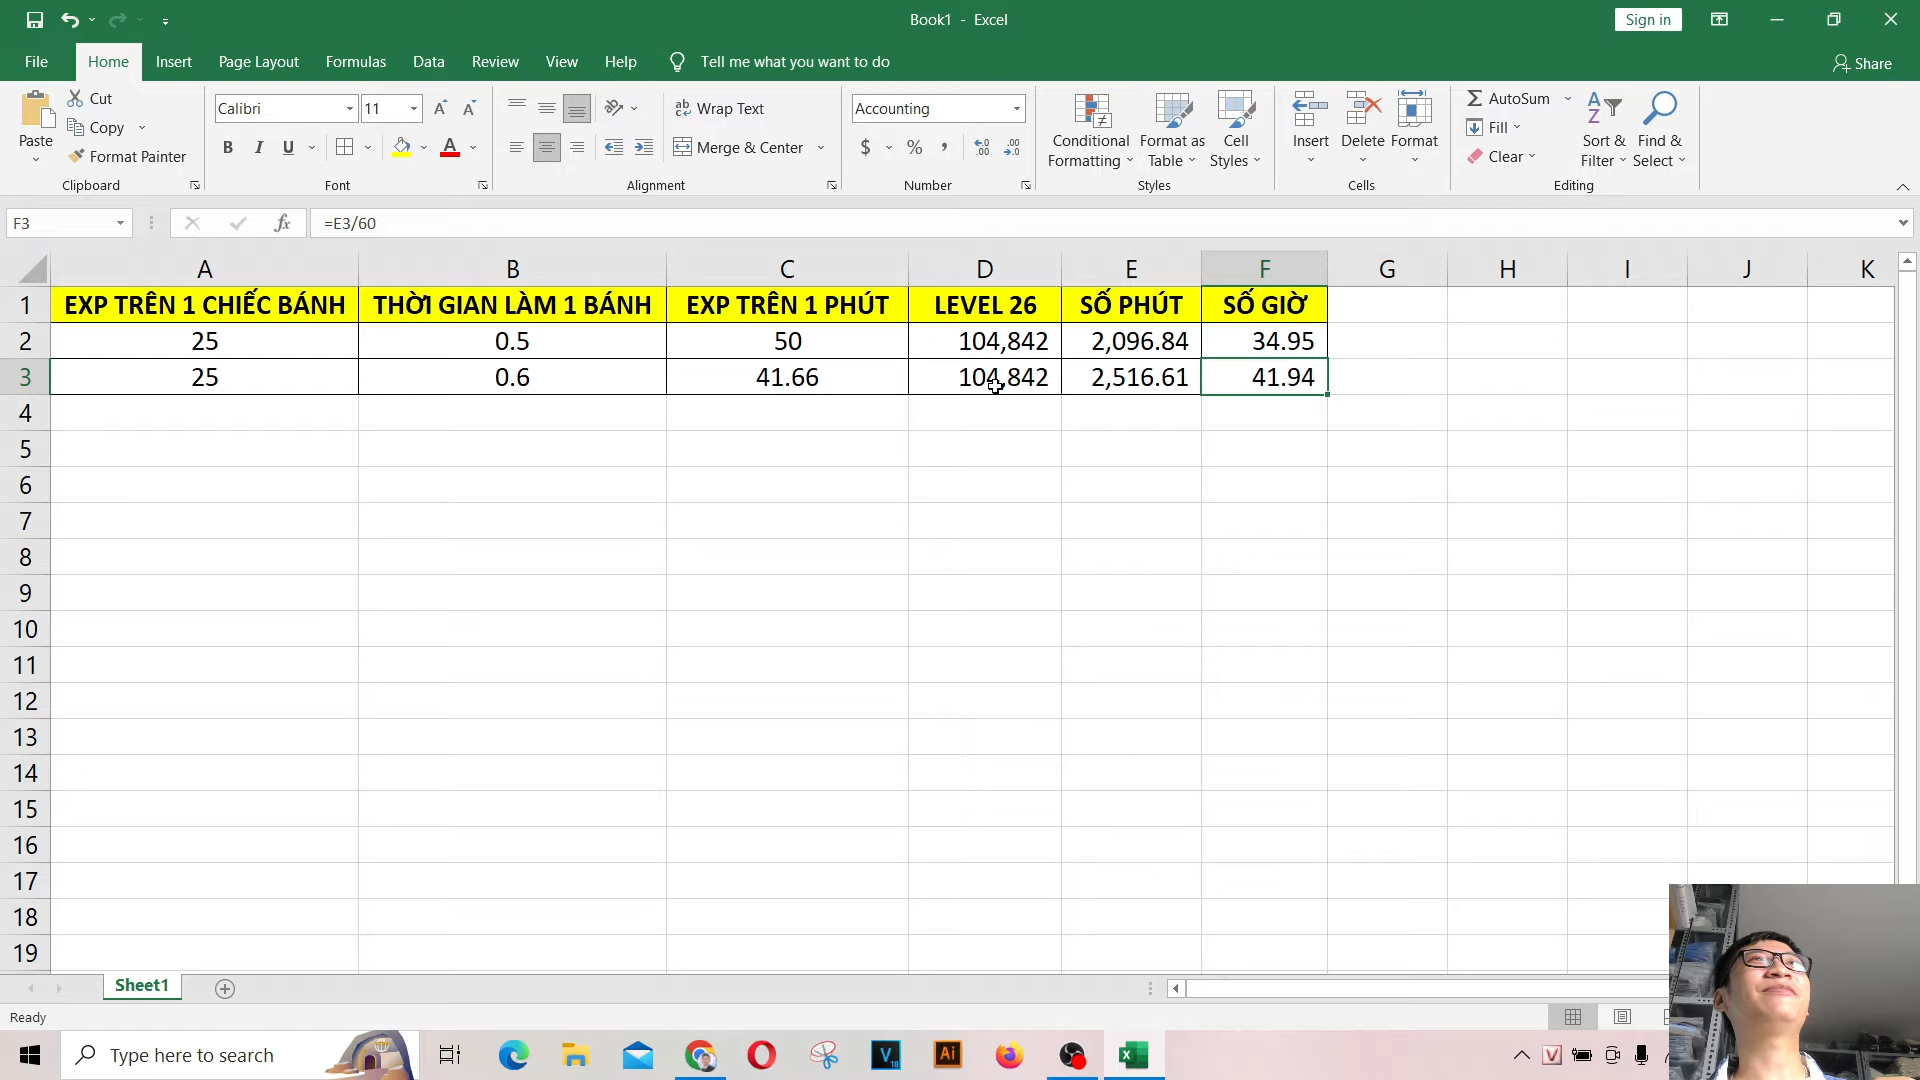 Book1 - Excel
Sign in
File Home Insert Page Layout Formulas Data Review View Help Tell me what you want to do Share
Paste
Cut
Copy
Format Painter
Clipboard
Calibri 11
B I U
Font
Wrap Text
Merge & Center
Alignment
Accounting
$ % ,
Number
Conditional Formatting
Format as Table
Cell Styles
Styles
Insert
Delete
Format
Cells
AutoSum
Fill
Clear
Sort & Filter
Find & Select
Editing
F3 fx =E3/60
A B C D E F G H I J K
1 EXP TRÊN 1 CHIẾC BÁNH THỜI GIAN LÀM 1 BÁNH EXP TRÊN 1 PHÚT LEVEL 26 SỐ PHÚT SỐ GIỜ
2 25 0.5 50 104,842 2,096.84 34.95
3 25 0.6 41.66 104,842 2,516.61 41.94
4
5
6
7
8
9
10
11
12
13
14
15
16
17
18
19
Sheet1
Ready
Type here to search